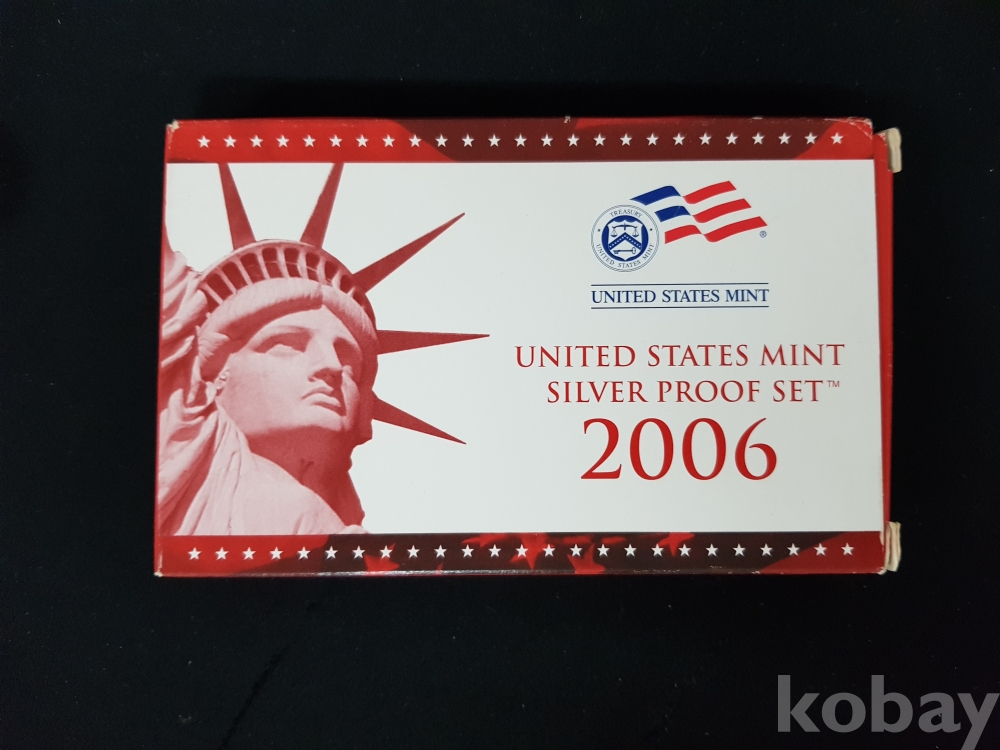 TREASURY
UNITED STATES MINT
®
UNITED STATES MINT
UNITED STATES MINT
SILVER PROOF SET™
2006
kobay